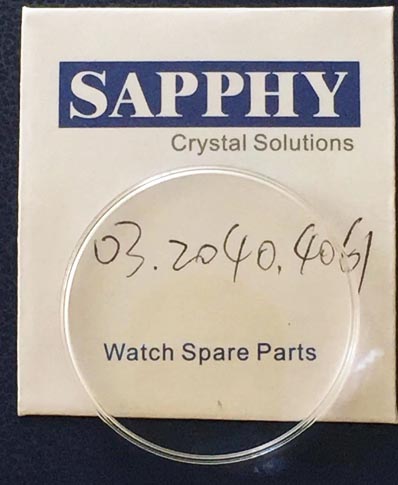 SAPPHY
Crystal Solutions
03.2040.4061
Watch Spare Parts